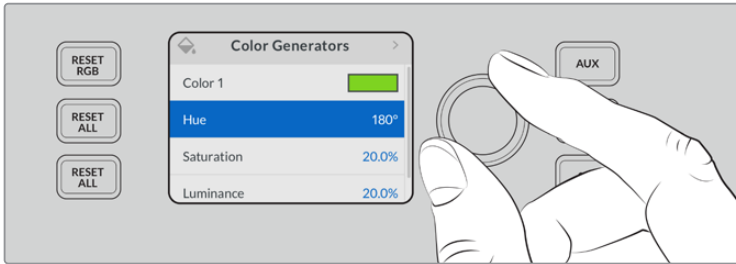 RESET
RGB
RESET
ALL
RESET
ALL
Color Generators
Color 1
Hue 180°
Saturation 20.0%
Luminance 20.0%
AUX